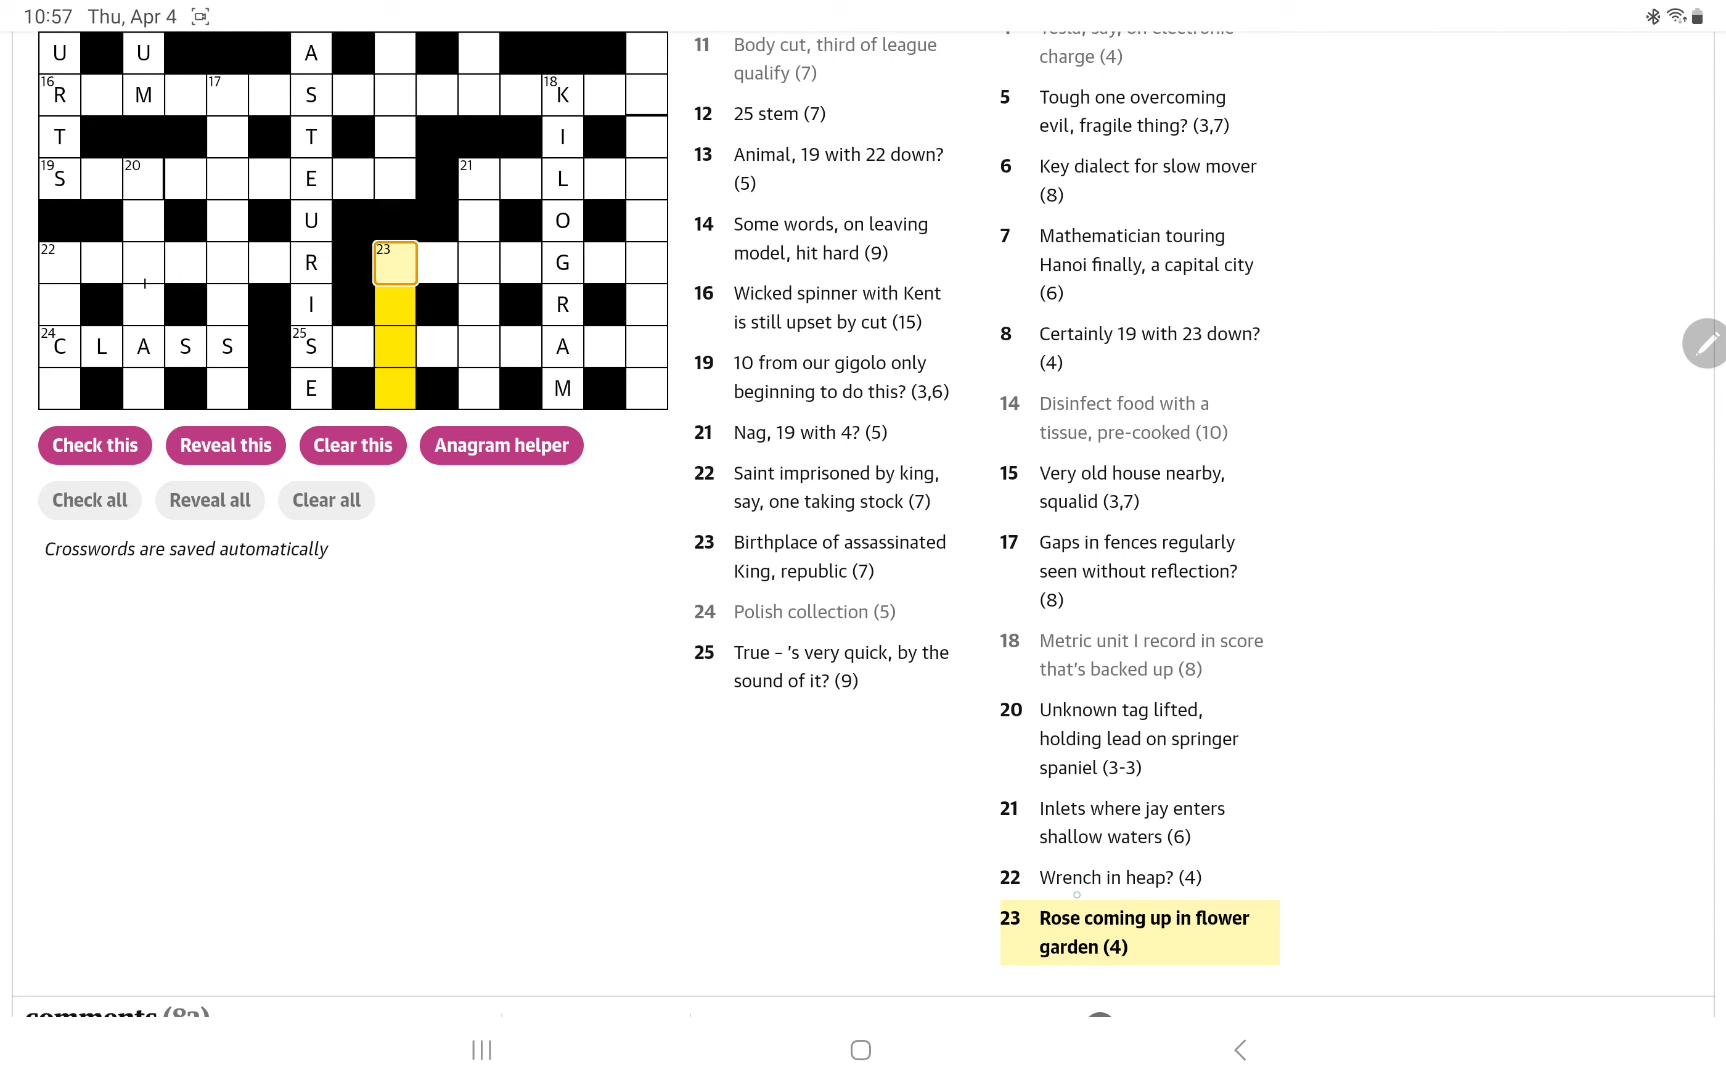 10:57 Thu, Apr 4
U U A
16 R M 17 S 18 K
T T I
19 S 20 E 21 L
U O
22 R 23 G
I R
24 C L A S S 25 S A
E M
Check this Reveal this Clear this Anagram helper
Check all Reveal all Clear all
Crosswords are saved automatically
11 Body cut, third of league
qualify (7)
12 25 stem (7)
13 Animal, 19 with 22 down?
(5)
14 Some words, on leaving
model, hit hard (9)
16 Wicked spinner with Kent
is still upset by cut (15)
19 10 from our gigolo only
beginning to do this? (3,6)
21 Nag, 19 with 4? (5)
22 Saint imprisoned by king,
say, one taking stock (7)
23 Birthplace of assassinated
King, republic (7)
24 Polish collection (5)
25 True – ’s very quick, by the
sound of it? (9)
Tesla, say, on electronic
charge (4)
5 Tough one overcoming
evil, fragile thing? (3,7)
6 Key dialect for slow mover
(8)
7 Mathematician touring
Hanoi finally, a capital city
(6)
8 Certainly 19 with 23 down?
(4)
14 Disinfect food with a
tissue, pre-cooked (10)
15 Very old house nearby,
squalid (3,7)
17 Gaps in fences regularly
seen without reflection?
(8)
18 Metric unit I record in score
that’s backed up (8)
20 Unknown tag lifted,
holding lead on springer
spaniel (3-3)
21 Inlets where jay enters
shallow waters (6)
22 Wrench in heap? (4)
23 Rose coming up in flower
garden (4)
comments